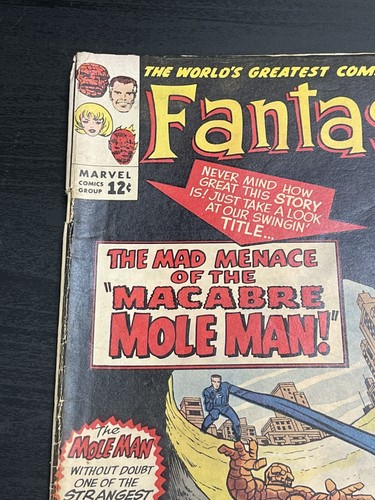 THE WORLD'S GREATEST COM
Fantas
MARVEL
COMICS
GROUP
12¢
NEVER MIND HOW
GREAT THIS STORY
IS! JUST TAKE A LOOK
AT OUR SWINGIN'
TITLE...
THE MAD MENACE
OF THE
"MACABRE
MOLE MAN!"
The
MOLE MAN
WITHOUT DOUBT
ONE OF THE
STRANGEST